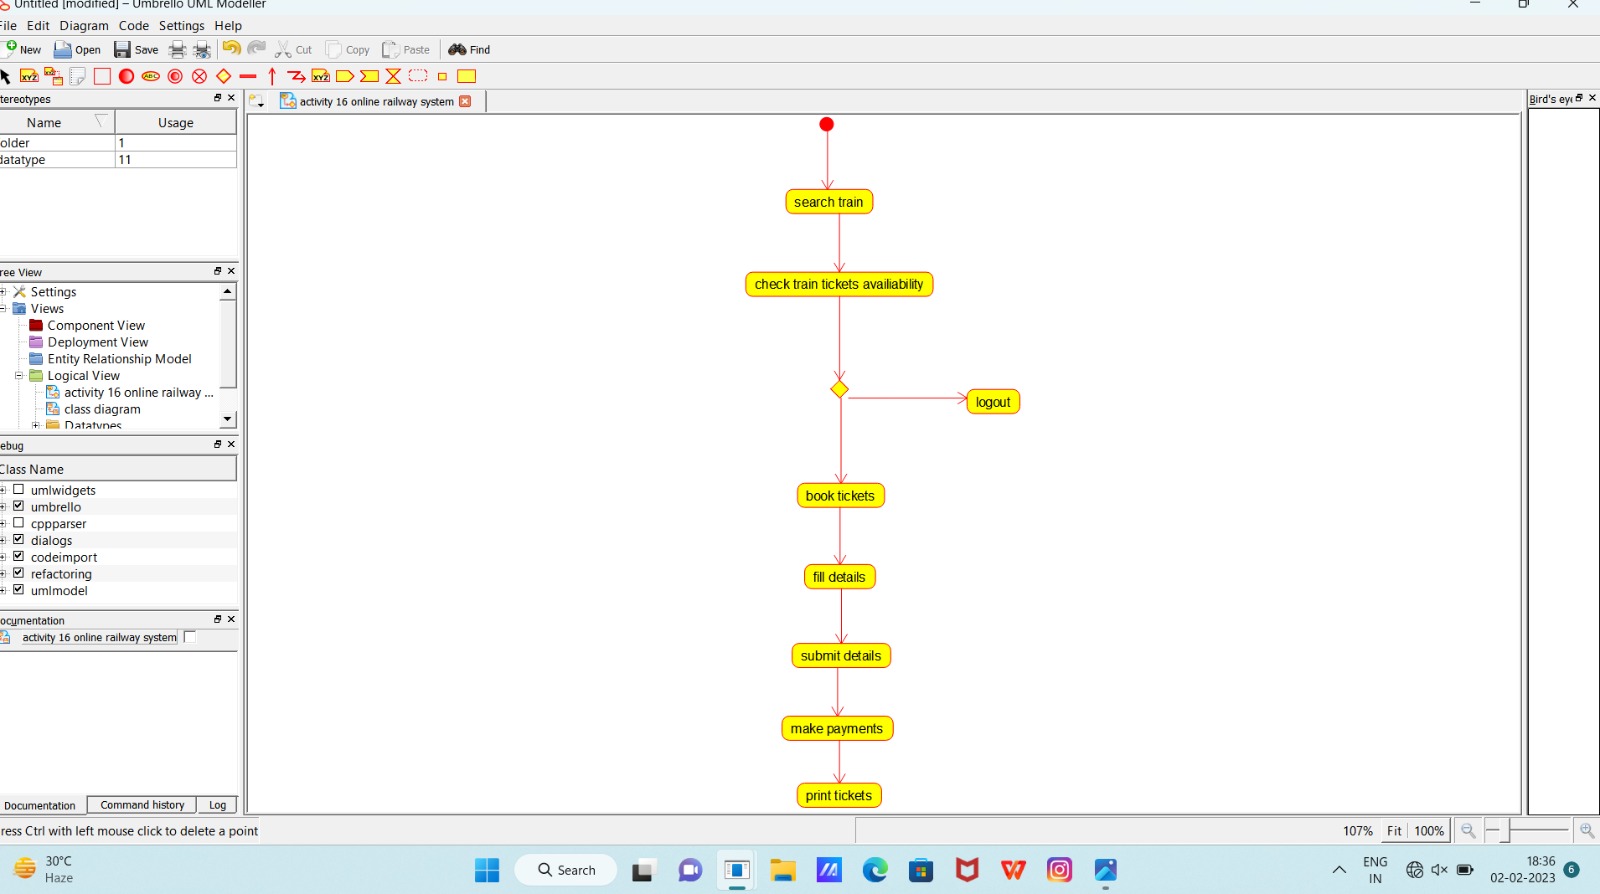 Untitled [modified] – Umbrello UML Modeller
File Edit Diagram Code Settings Help
New Open Save Cut Copy Paste Find
XYZ ABC XYZ
tereotypes
activity 16 online railway system
Bird's eye
Name Usage
older 1
datatype 11
ree View
Settings
Views
Component View
Deployment View
Entity Relationship Model
Logical View
activity 16 online railway ...
class diagram
Datatypes
ebug
Class Name
umlwidgets
umbrello
cppparser
dialogs
codeimport
refactoring
umlmodel
ocumentation
activity 16 online railway system
Documentation Command history Log
search train
check train tickets availiability
logout
book tickets
fill details
submit details
make payments
print tickets
ress Ctrl with left mouse click to delete a point
107% Fit 100%
30°C
Haze
Search
ENG
IN
18:36
02-02-2023
6